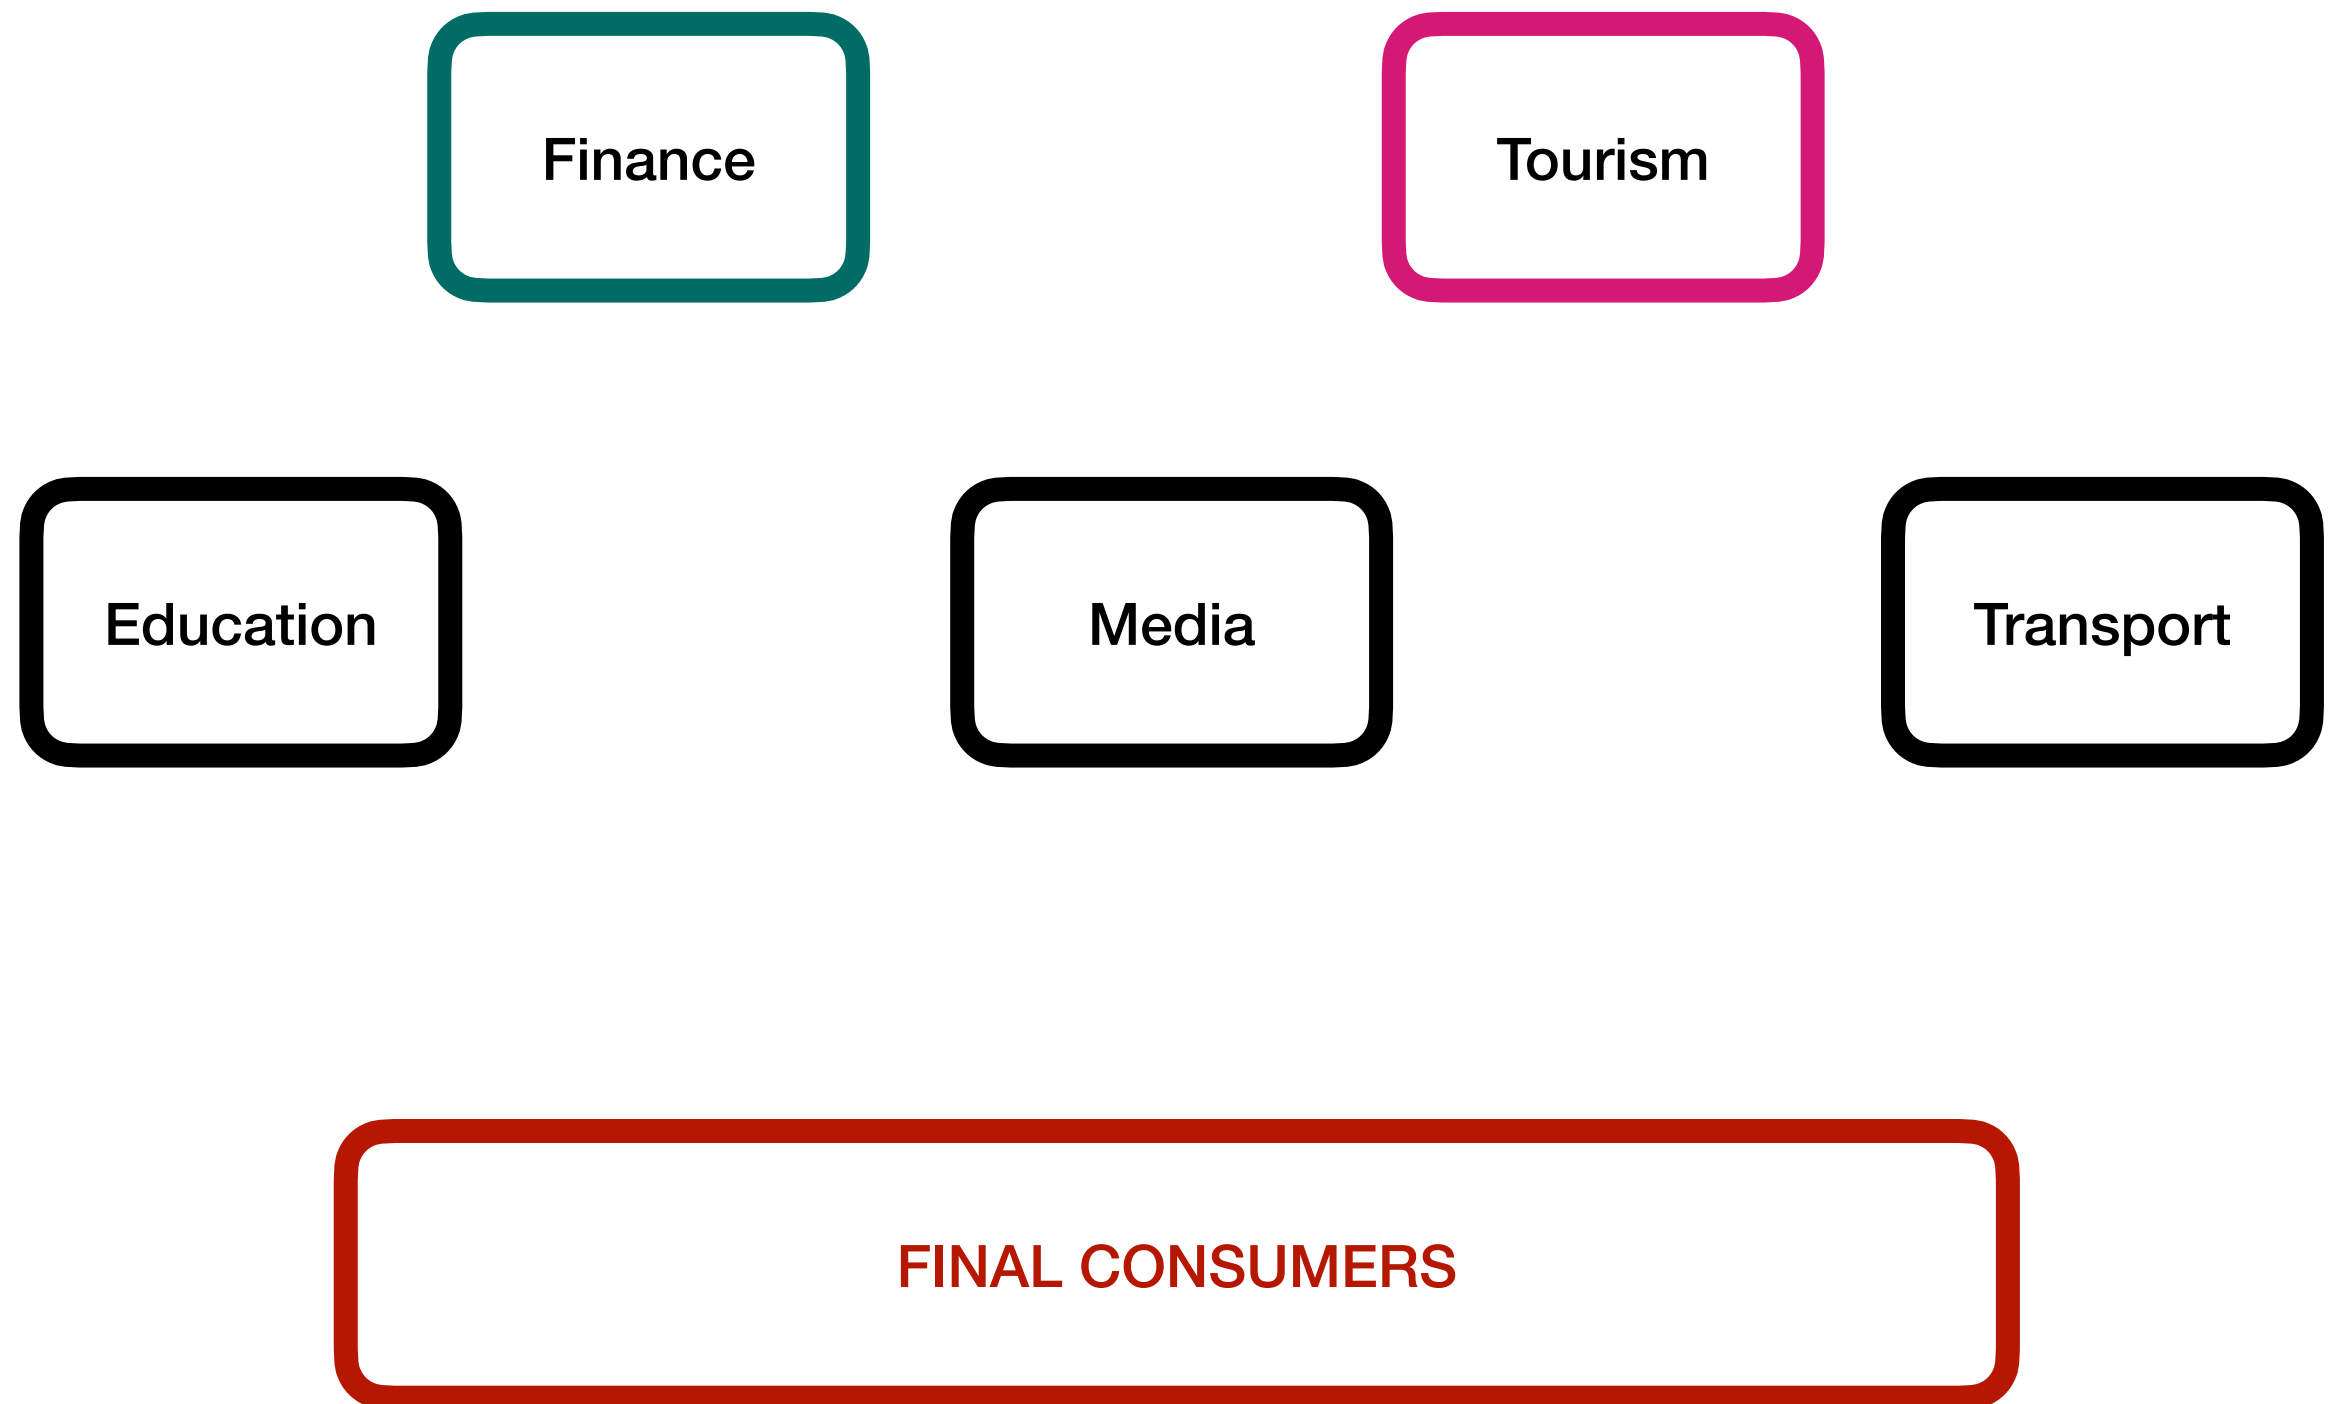 Finance
Tourism
Education
Media
Transport
FINAL CONSUMERS